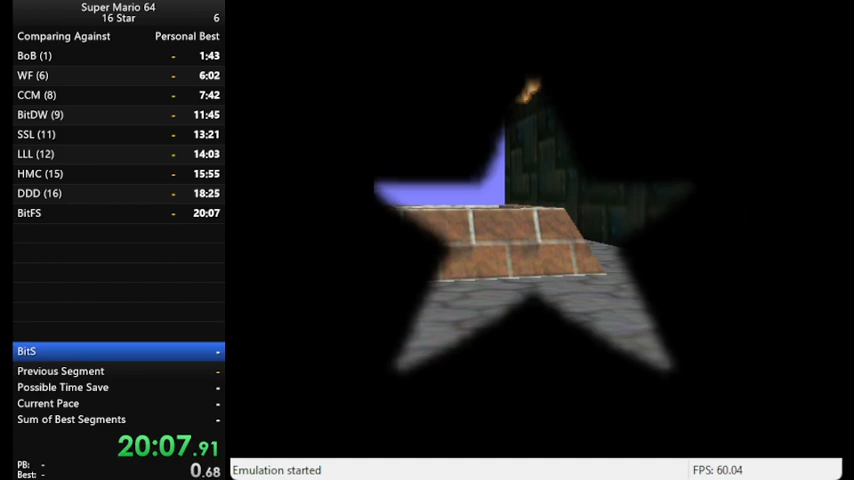 Super Mario 64
16 Star 6
Comparing Against Personal Best
BoB (1) - 1:43
WF (6) - 6:02
CCM (8) - 7:42
BitDW (9) - 11:45
SSL (11) - 13:21
LLL (12) - 14:03
HMC (15) - 15:55
DDD (16) - 18:25
BitFS - 20:07
BitS -
Previous Segment -
Possible Time Save -
Current Pace -
Sum of Best Segments -
20:07.91
PB: -
Best: - 0.68
Emulation started FPS: 60.04